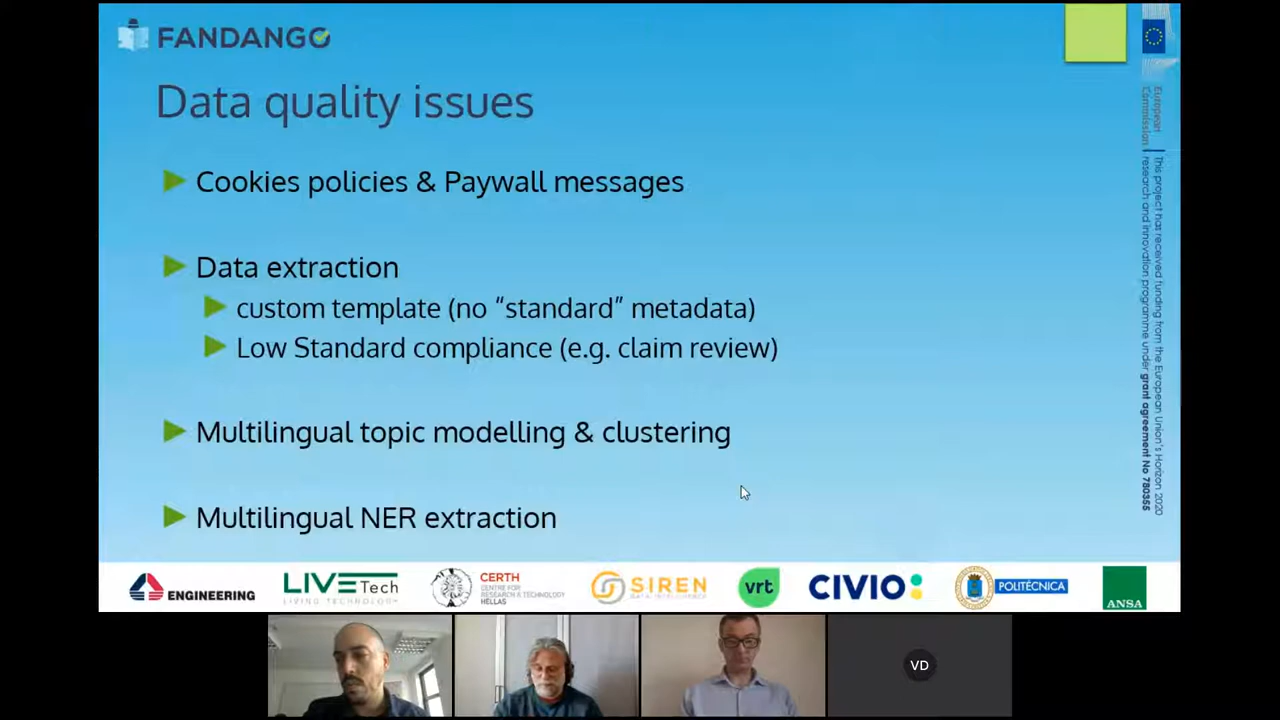 FANDANGO
Data quality issues
Cookies policies & Paywall messages
Data extraction
custom template (no “standard” metadata)
Low Standard compliance (e.g. claim review)
Multilingual topic modelling & clustering
Multilingual NER extraction
European
Commission
This project has received funding from the European Union's Horizon 2020
research and innovation programme under grant agreement No 780355
ENGINEERING
LIVETech
LIVING TECHNOLOGY
CERTH
CENTRE FOR
RESEARCH & TECHNOLOGY
HELLAS
SIREN
DATA INTELLIGENCE
vrt
CIVIO
POLITÉCNICA
ANSA
VD